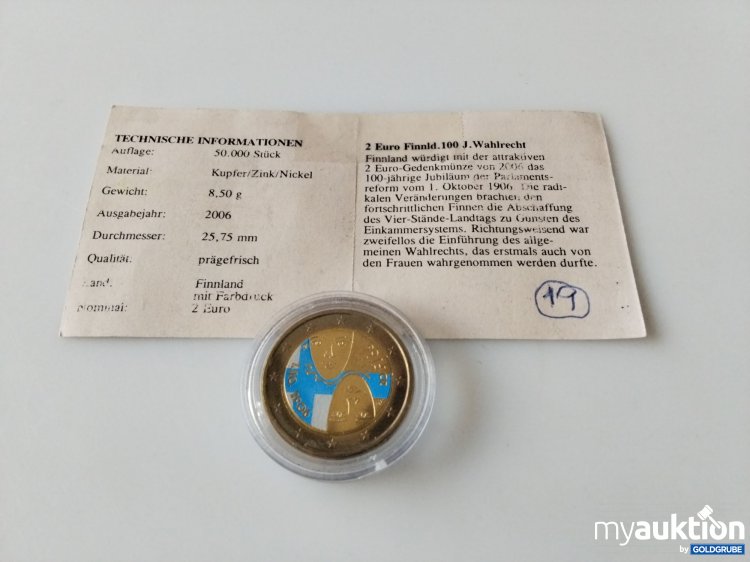 TECHNISCHE INFORMATIONEN
Auflage: 50.000 Stück
Material: Kupfer/Zink/Nickel
Gewicht: 8,50 g
Ausgabejahr: 2006
Durchmesser: 25,75 mm
Qualität: prägefrisch
Land: Finnland
mit Farbdruck
Nominal: 2 Euro
2 Euro Finnld.100 J.Wahlrecht
Finnland würdigt mit der attraktiven
2 Euro-Gedenkmünze von 2006 das
100-jährige Jubiläum der Parlaments-
reform vom 1. Oktober 1906. Die radi-
kalen Veränderungen brachten den
fortschrittlichen Finnen die Abschaffung
des Vier-Stände-Landtags zu Gunsten des
Einkammersystems. Richtungsweisend war
zweifellos die Einführung des allge-
meinen Wahlrechts, das erstmals auch von
den Frauen wahrgenommen werden durfte.
19
myauktion
by GOLDGRUBE